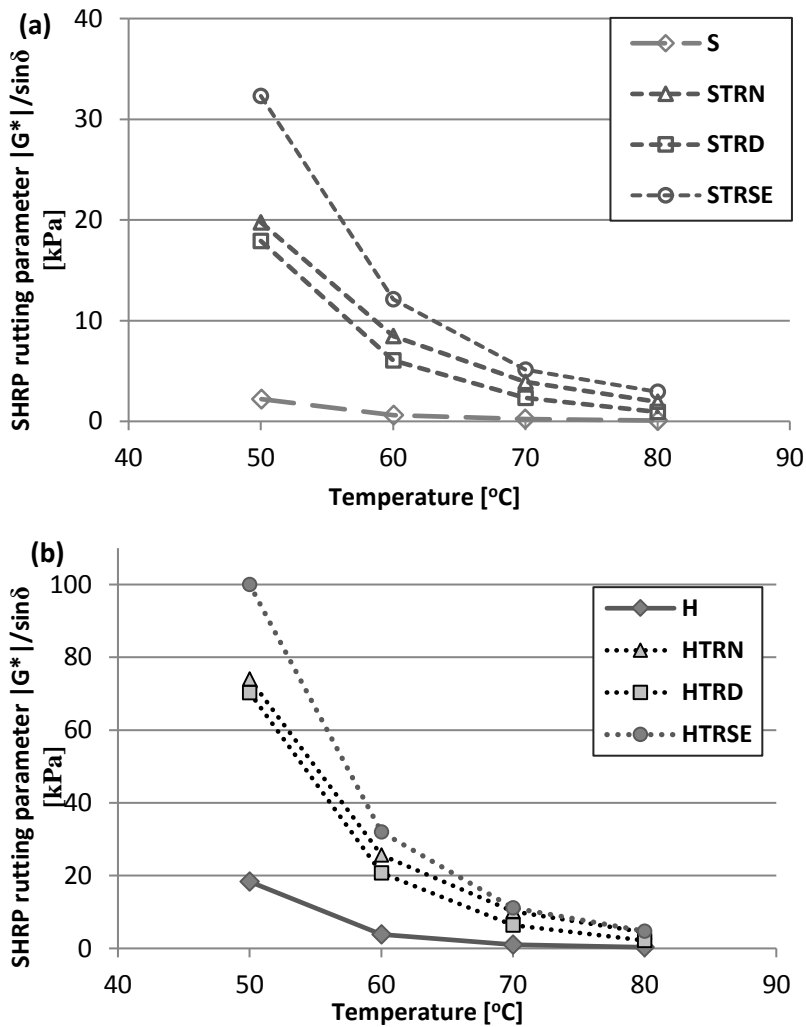 (a)
SHRP rutting parameter |G*|/sinδ
[kPa]
40
30
20
10
0
40
50
60
70
80
90
Temperature [°C]
S
STRN
STRD
STRSE
(b)
SHRP rutting parameter |G*|/sinδ
[kPa]
100
80
60
40
20
0
40
50
60
70
80
90
Temperature [°C]
H
HTRN
HTRD
HTRSE